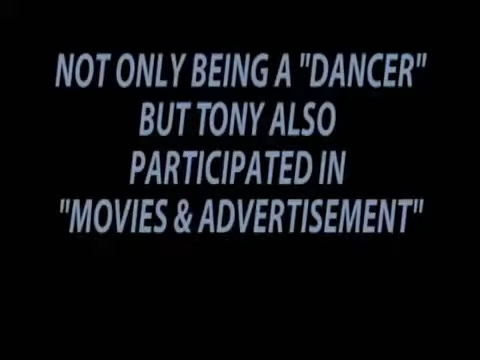 NOT ONLY BEING A "DANCER"
BUT TONY ALSO
PARTICIPATED IN
"MOVIES & ADVERTISEMENT"